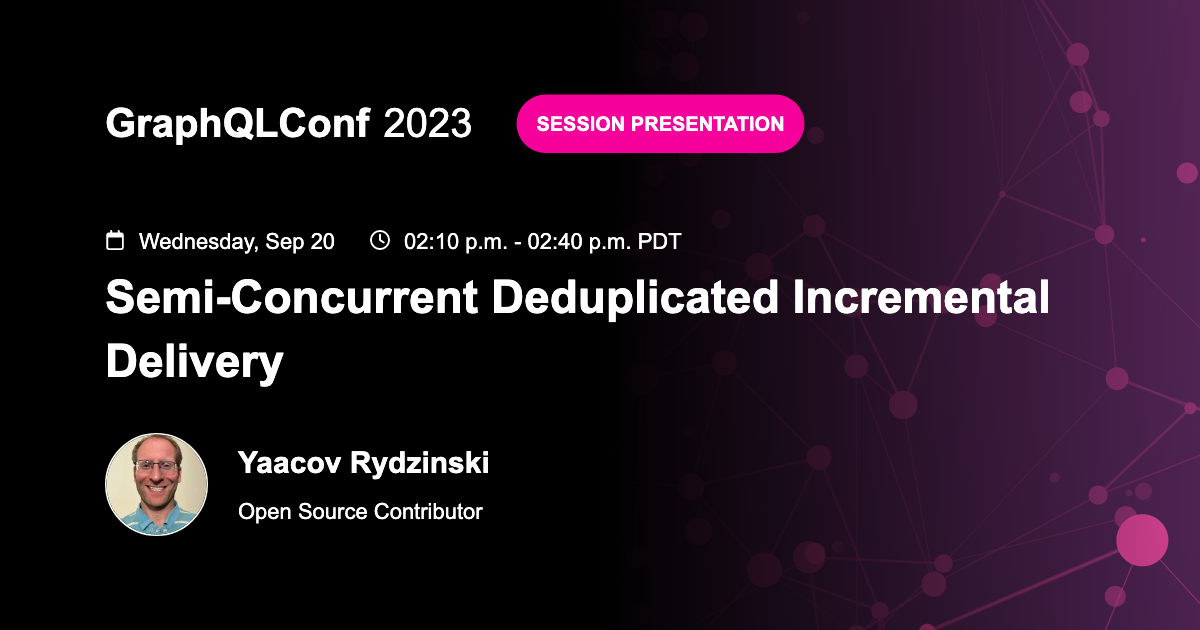 GraphQLConf 2023
SESSION PRESENTATION
Wednesday, Sep 20
02:10 p.m. - 02:40 p.m. PDT
Semi-Concurrent Deduplicated Incremental
Delivery
Yaacov Rydzinski
Open Source Contributor